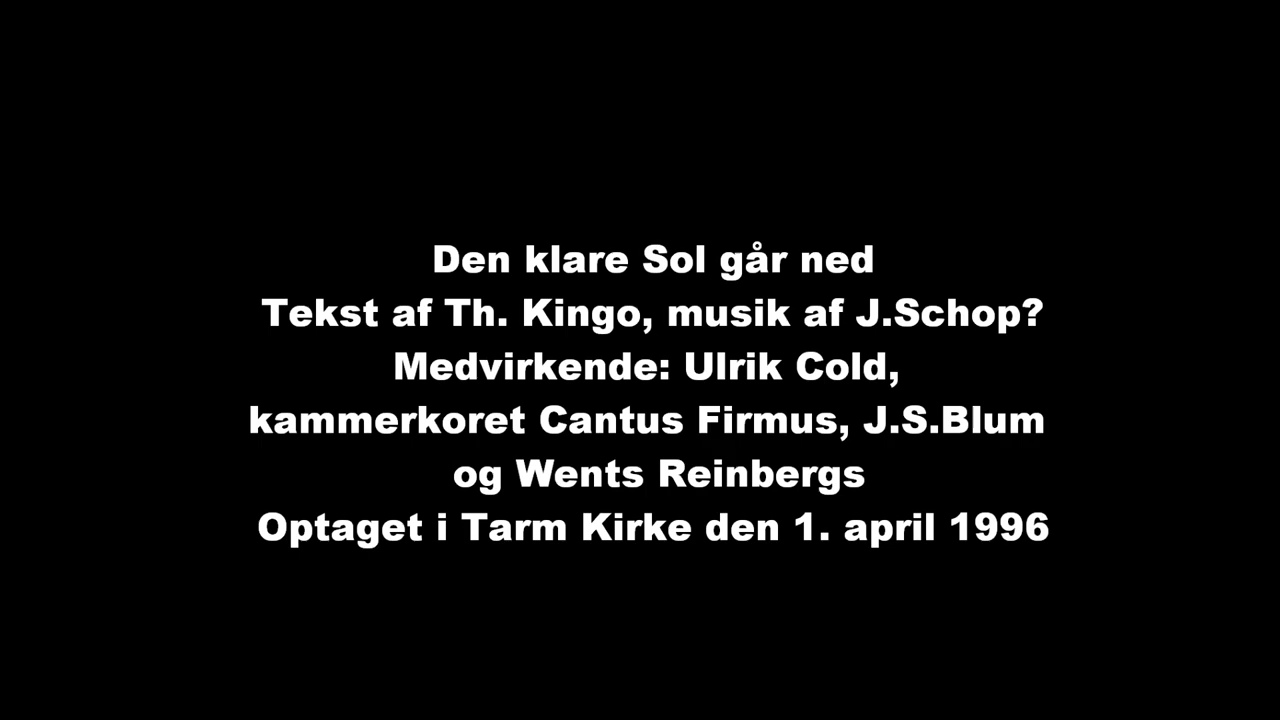 Den klare Sol går ned
Tekst af Th. Kingo, musik af J.Schop?
Medvirkende: Ulrik Cold,
kammerkoret Cantus Firmus, J.S.Blum
og Wents Reinbergs
Optaget i Tarm Kirke den 1. april 1996